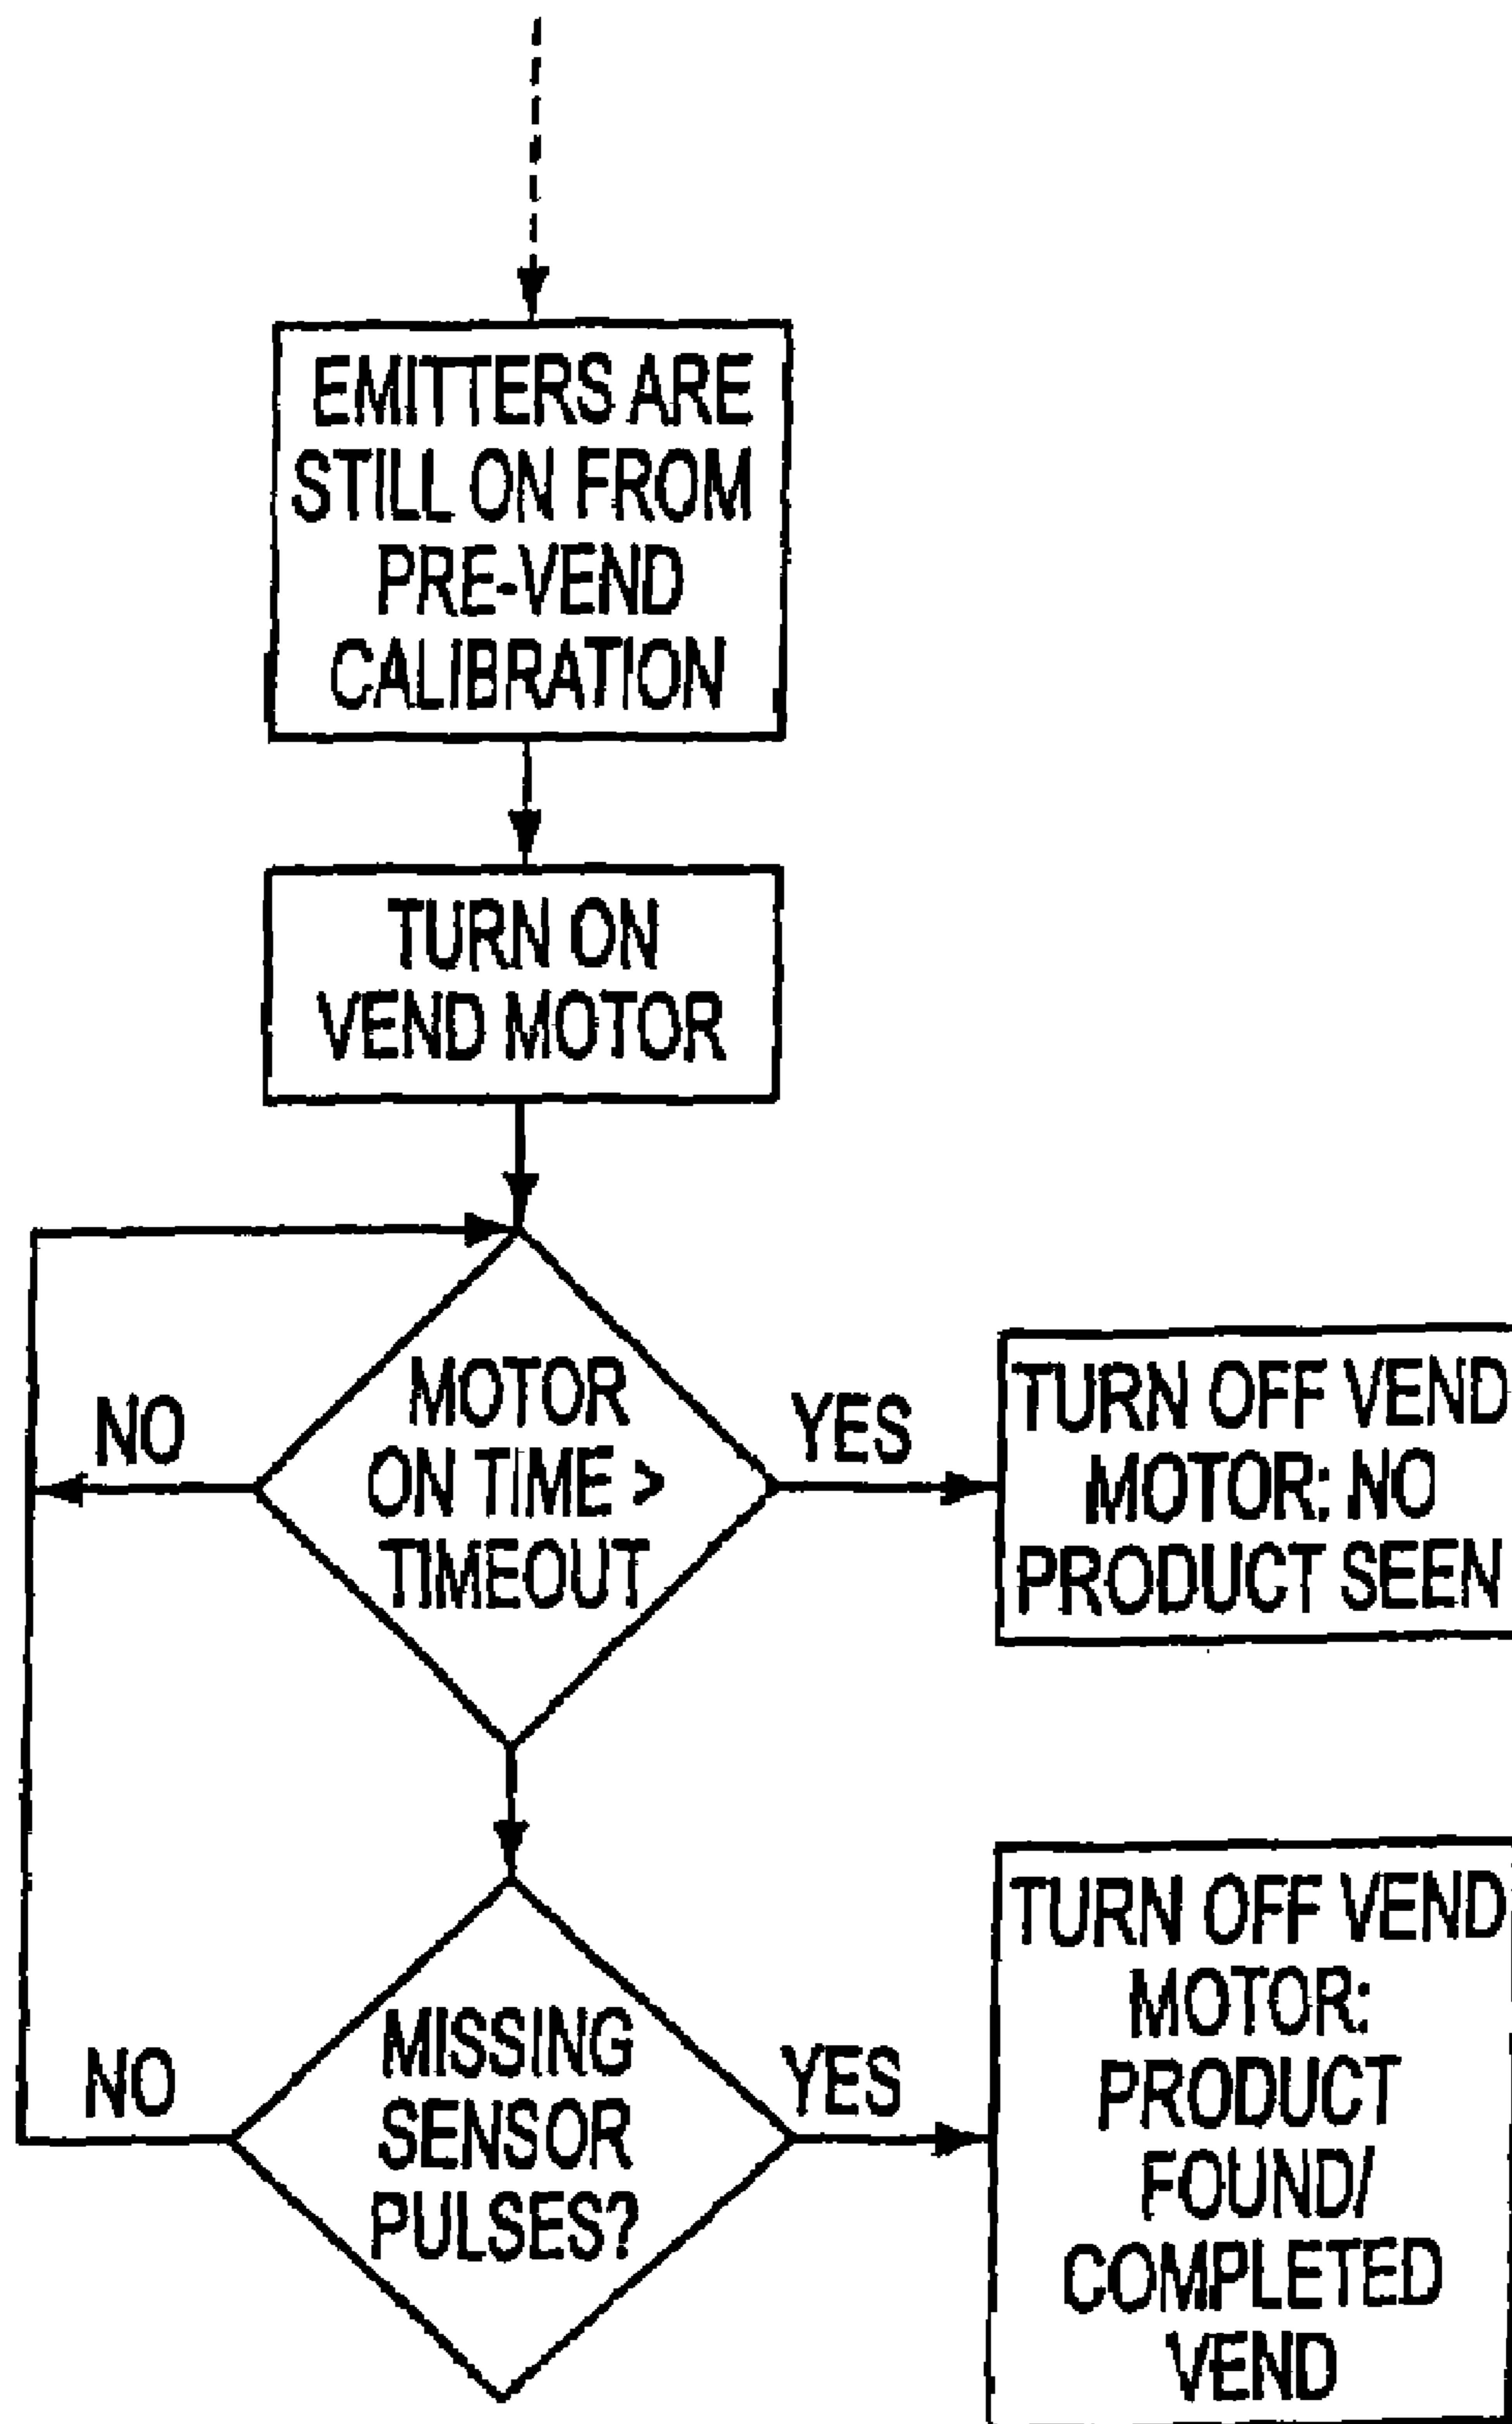 EMITTERS ARE
STILL ON FROM
PRE-VEND
CALIBRATION
TURN ON
VEND MOTOR
MOTOR
ON TIME >
TIMEOUT
NO
YES
TURN OFF VEND
MOTOR: NO
PRODUCT SEEN
MISSING
SENSOR
PULSES?
NO
YES
TURN OFF VEND
MOTOR:
PRODUCT
FOUND/
COMPLETED
VEND